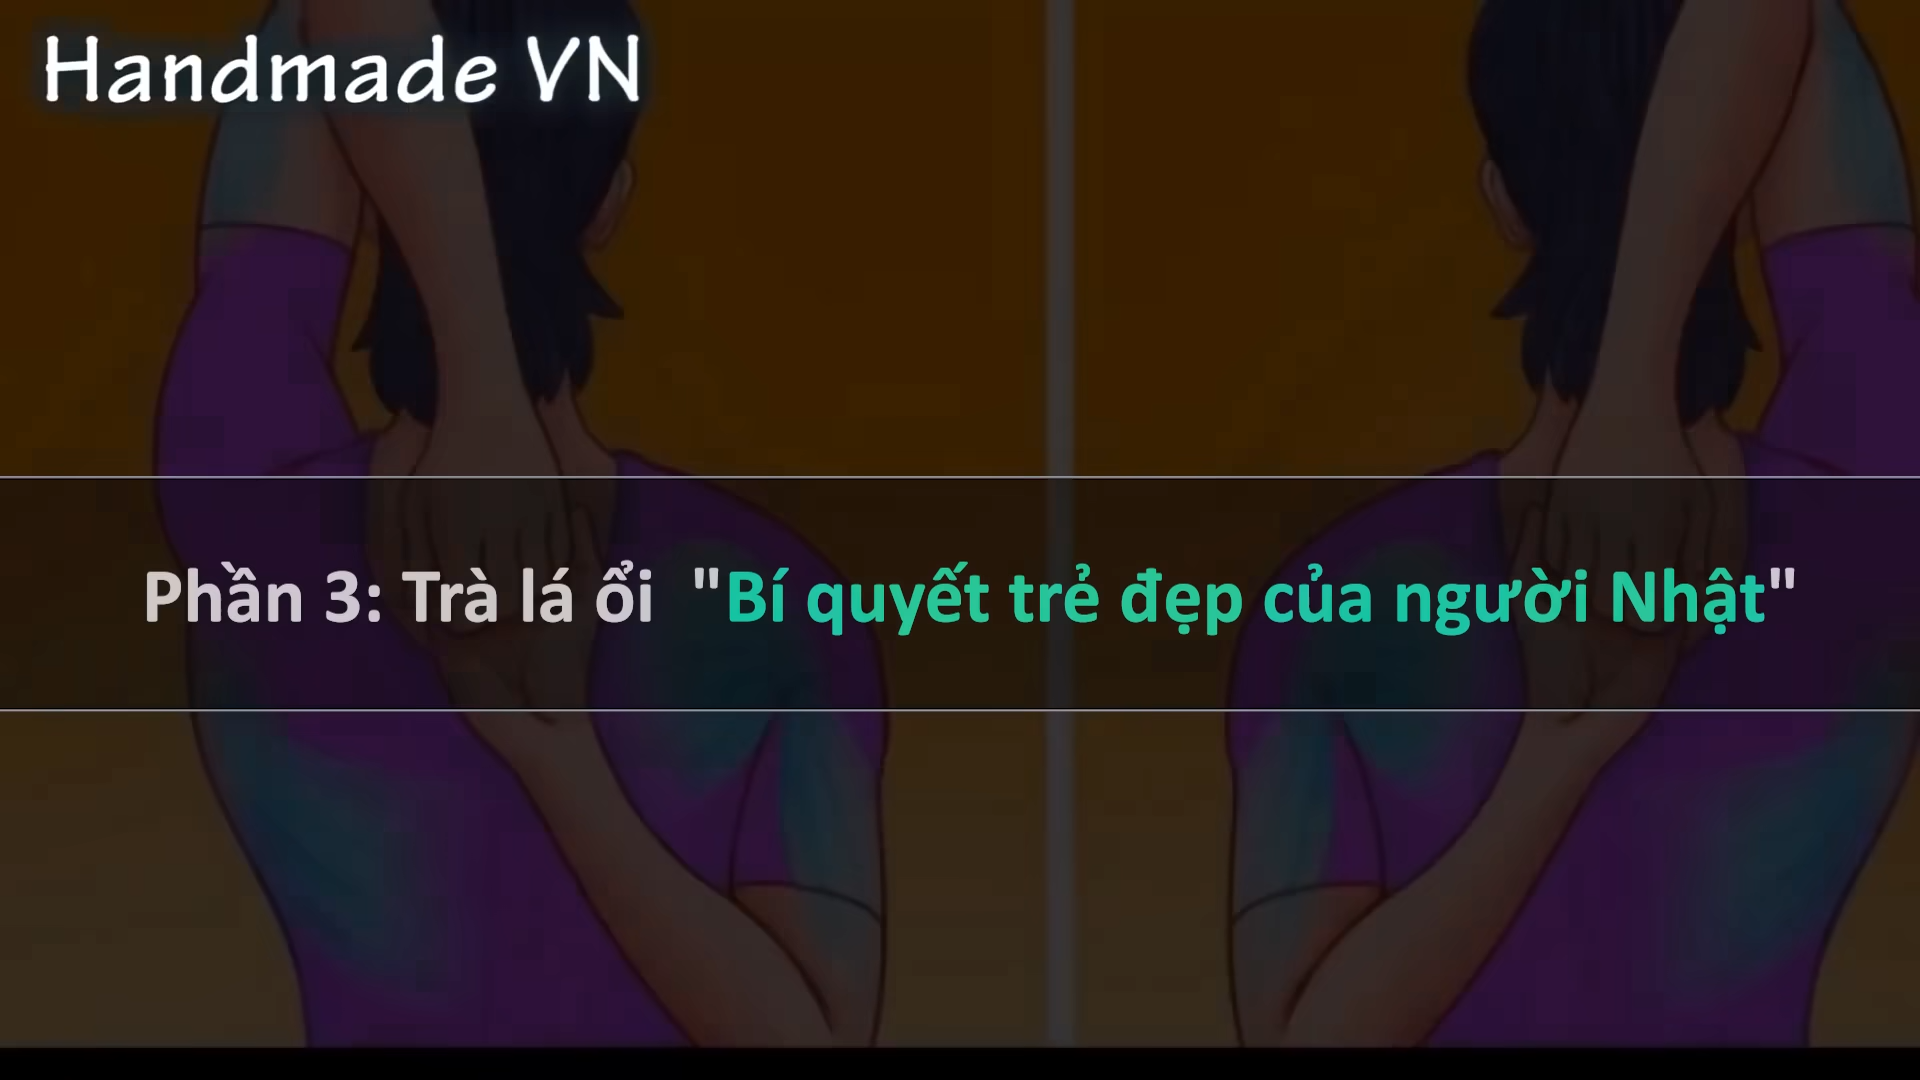 Handmade VN
Phần 3: Trà lá ổi "Bí quyết trẻ đẹp của người Nhật"